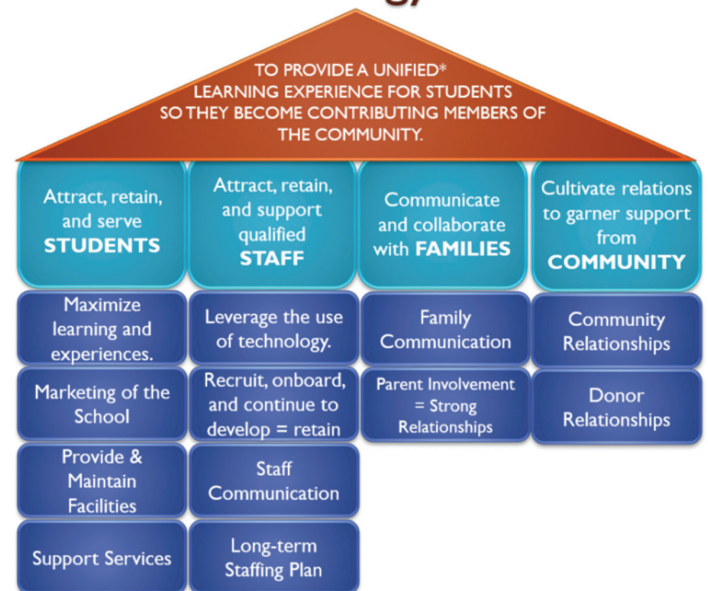 TO PROVIDE A UNIFIED*
LEARNING EXPERIENCE FOR STUDENTS
SO THEY BECOME CONTRIBUTING MEMBERS OF
THE COMMUNITY.
Attract, retain,
and serve
STUDENTS
Attract, retain,
and support
qualified
STAFF
Communicate
and collaborate
with FAMILIES
Cultivate relations
to garner support
from
COMMUNITY
Maximize
learning and
experiences.
Leverage the use
of technology.
Family
Communication
Community
Relationships
Marketing of the
School
Recruit, onboard,
and continue to
develop = retain
Parent Involvement
= Strong
Relationships
Donor
Relationships
Provide &
Maintain
Facilities
Staff
Communication
Support Services
Long-term
Staffing Plan